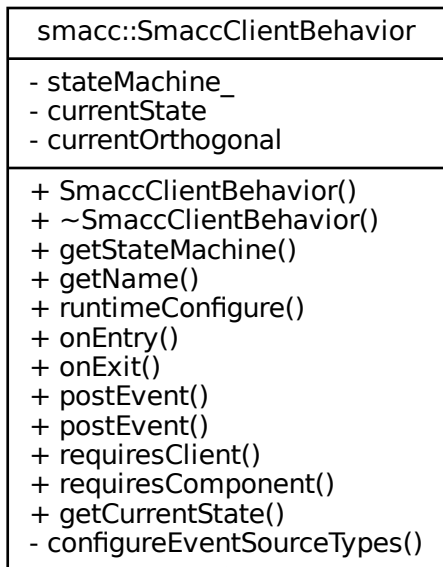 smacc::SmaccClientBehavior
- stateMachine_
- currentState
- currentOrthogonal
+ SmaccClientBehavior()
+ ~SmaccClientBehavior()
+ getStateMachine()
+ getName()
+ runtimeConfigure()
+ onEntry()
+ onExit()
+ postEvent()
+ postEvent()
+ requiresClient()
+ requiresComponent()
+ getCurrentState()
- configureEventSourceTypes()